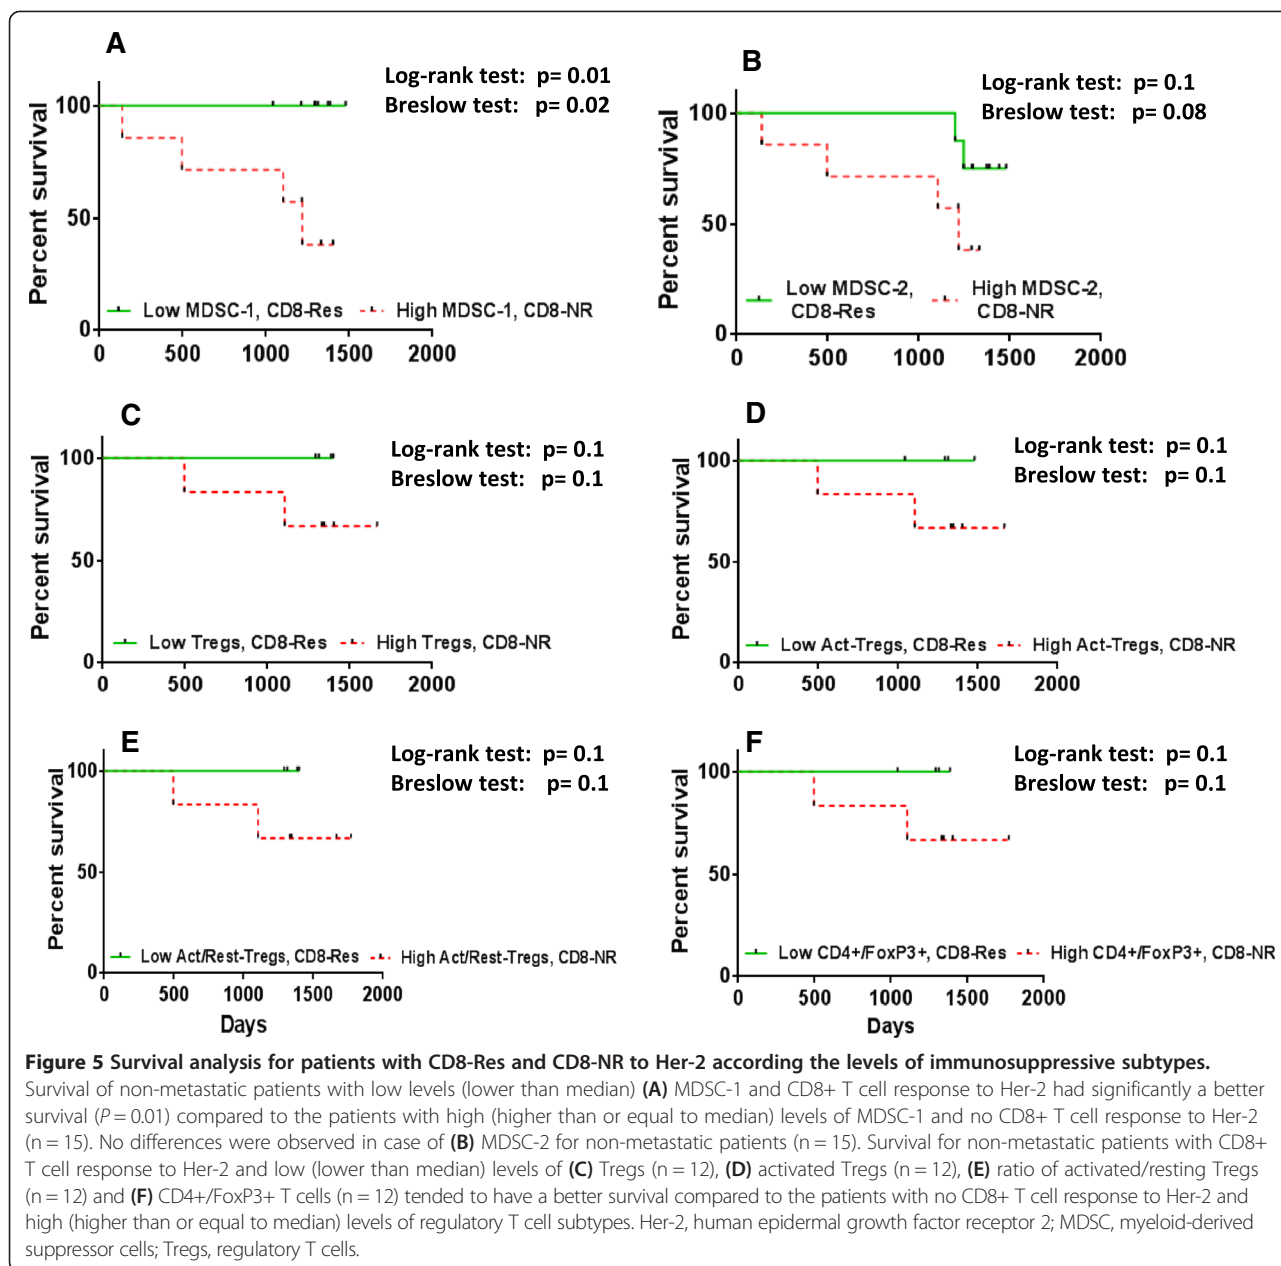 A
Log-rank test: p= 0.01
Breslow test: p= 0.02
Percent survival
100
50
0
Low MDSC-1, CD8-Res
High MDSC-1, CD8-NR
0 500 1000 1500 2000
B
Log-rank test: p= 0.1
Breslow test: p= 0.08
Percent survival
100
50
0
Low MDSC-2,
CD8-Res
High MDSC-2,
CD8-NR
0 500 1000 1500 2000
C
Log-rank test: p= 0.1
Breslow test: p= 0.1
Percent survival
100
50
0
Low Tregs, CD8-Res
High Tregs, CD8-NR
0 500 1000 1500 2000
D
Log-rank test: p= 0.1
Breslow test: p= 0.1
Percent survival
100
50
0
Low Act-Tregs, CD8-Res
High Act-Tregs, CD8-NR
0 500 1000 1500 2000
E
Log-rank test: p= 0.1
Breslow test: p= 0.1
Percent survival
100
50
0
Low Act/Rest-Tregs, CD8-Res
High Act/Rest-Tregs, CD8-NR
0 500 1000 1500 2000
Days
F
Log-rank test: p= 0.1
Breslow test: p= 0.1
Percent survival
100
50
0
Low CD4+/FoxP3+, CD8-Res
High CD4+/FoxP3+, CD8-NR
0 500 1000 1500 2000
Days
Figure 5 Survival analysis for patients with CD8-Res and CD8-NR to Her-2 according the levels of immunosuppressive subtypes.
Survival of non-metastatic patients with low levels (lower than median) (A) MDSC-1 and CD8+ T cell response to Her-2 had significantly a better
survival (P = 0.01) compared to the patients with high (higher than or equal to median) levels of MDSC-1 and no CD8+ T cell response to Her-2
(n = 15). No differences were observed in case of (B) MDSC-2 for non-metastatic patients (n = 15). Survival for non-metastatic patients with CD8+
T cell response to Her-2 and low (lower than median) levels of (C) Tregs (n = 12), (D) activated Tregs (n = 12), (E) ratio of activated/resting Tregs
(n = 12) and (F) CD4+/FoxP3+ T cells (n = 12) tended to have a better survival compared to the patients with no CD8+ T cell response to Her-2 and
high (higher than or equal to median) levels of regulatory T cell subtypes. Her-2, human epidermal growth factor receptor 2; MDSC, myeloid-derived
suppressor cells; Tregs, regulatory T cells.